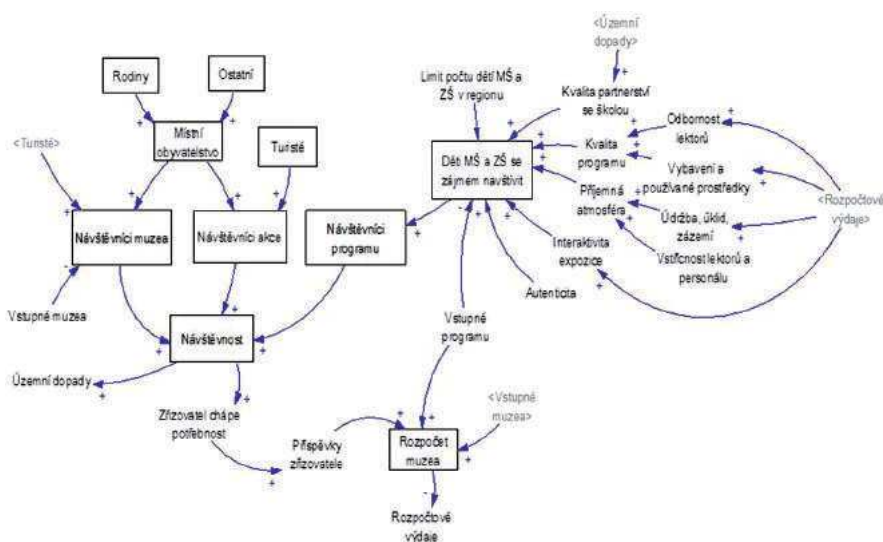 <Územní
dopady>
Rodiny
Ostatní
Limit počtu dětí MŠ a
ZŠ v regionu
Kvalita partnerství
se školou
Odbornost
lektorů
Místní
obyvatelstvo
<Turisté>
Turisté
Děti MŠ a ZŠ se
zájmem navštívit
Kvalita
programu
Vybavení a
používané prostředky
Příjemná
atmosféra
<Rozpočtové
výdaje>
Údržba, úklid,
zázemí
Návštěvníci muzea
Návštěvníci akce
Návštěvníci
programu
Interaktivita
expozice
Vstřícnost lektorů a
personálu
Autenticita
Vstupné muzea
Návštěvnost
Vstupné
programu
Územní dopady
Zřizovatel chápe
potřebnost
<Vstupné
muzea>
Příspěvky
zřizovatele
Rozpočet
muzea
Rozpočtové
výdaje